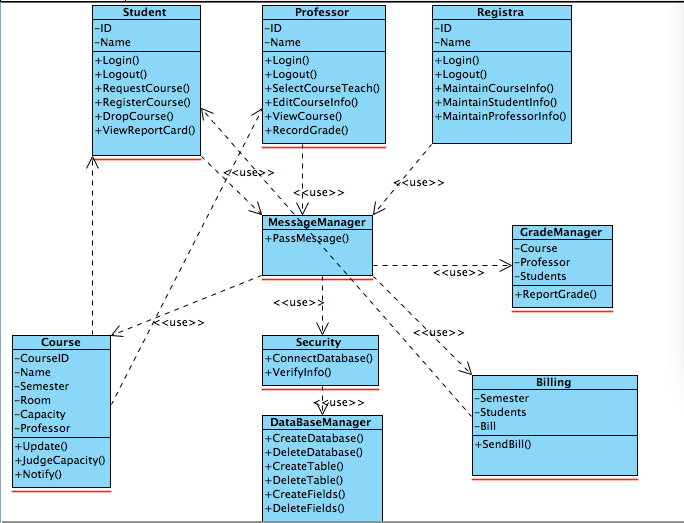 Student
-ID
-Name
+Login()
+Logout()
+RequestCourse()
+RegisterCourse()
+DropCourse()
+ViewReportCard()
Professor
-ID
-Name
+Login()
+Logout()
+SelectCourseTeach()
+EditCourseInfo()
+ViewCourse()
+RecordGrade()
Registra
-ID
-Name
+Login()
+Logout()
+MaintainCourseInfo()
+MaintainStudentInfo()
+MaintainProfessorInfo()
<<use>>
<<use>>
<<use>>
MessageManager
+PassMessage()
GradeManager
-Course
-Professor
-Students
+ReportGrade()
<<use>>
<<use>>
<<use>>
<<use>>
Course
-CourseID
-Name
-Semester
-Room
-Capacity
-Professor
+Update()
+JudgeCapacity()
+Notify()
Security
+ConnectDatabase()
+VerifyInfo()
<<use>>
Billing
-Semester
-Students
-Bill
+SendBill()
DataBaseManager
+CreateDatabase()
+DeleteDatabase()
+CreateTable()
+DeleteTable()
+CreateFields()
+DeleteFields()